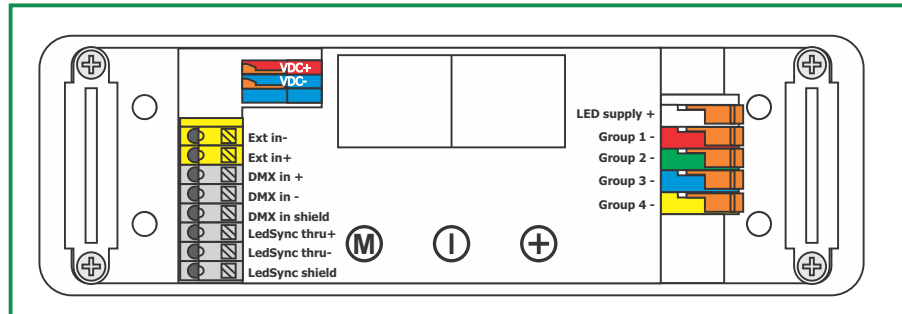 VDC+
VDC-
Ext in-
Ext in+
DMX in +
DMX in -
DMX in shield
LedSync thru+
LedSync thru-
LedSync shield
M
I
+
LED supply +
Group 1 -
Group 2 -
Group 3 -
Group 4 -